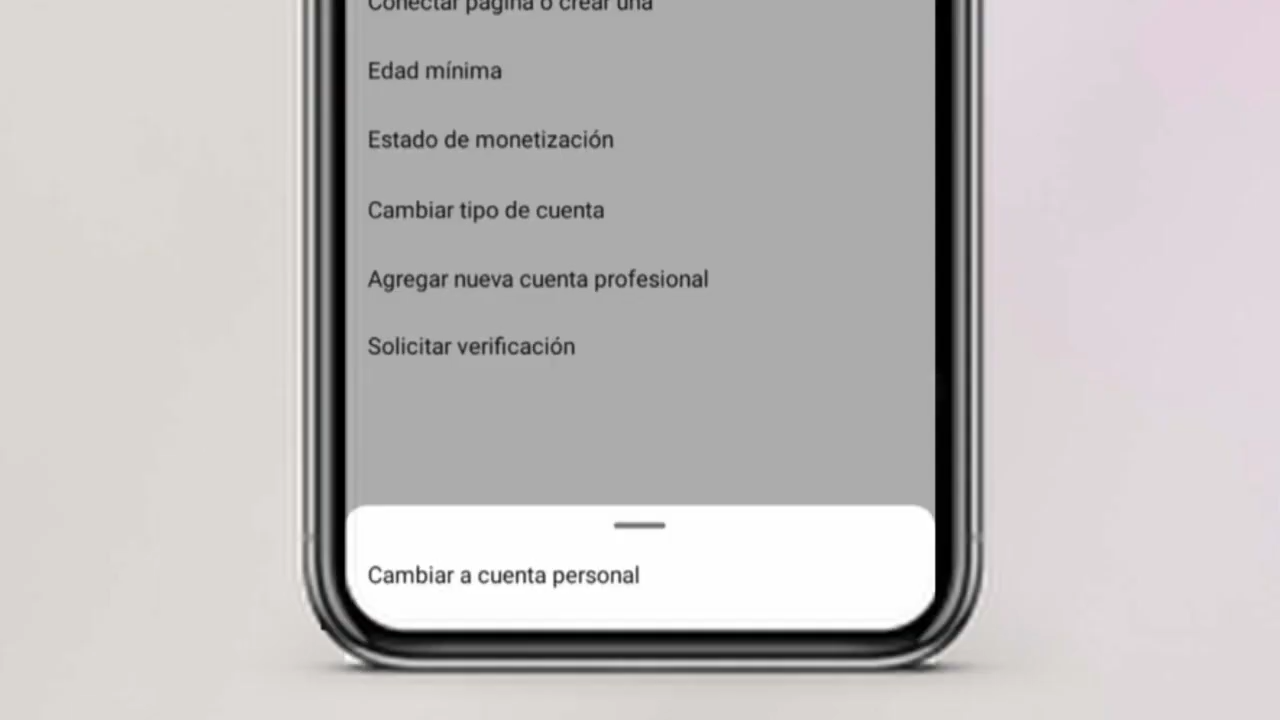 Conectar página o crear una
Edad mínima
Estado de monetización
Cambiar tipo de cuenta
Agregar nueva cuenta profesional
Solicitar verificación
Cambiar a cuenta personal